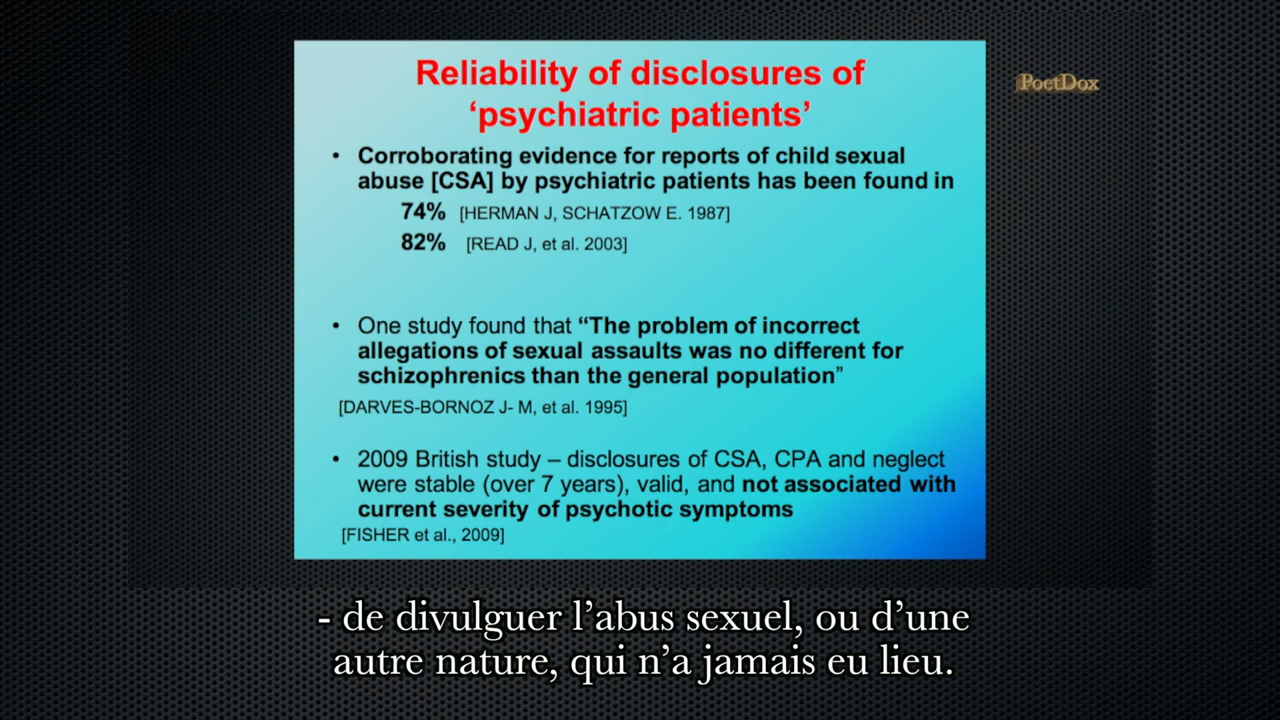 Reliability of disclosures of
‘psychiatric patients’
PoetDox
• Corroborating evidence for reports of child sexual
abuse [CSA] by psychiatric patients has been found in
74% [HERMAN J, SCHATZOW E. 1987]
82% [READ J, et al. 2003]
• One study found that “The problem of incorrect
allegations of sexual assaults was no different for
schizophrenics than the general population”
[DARVES-BORNOZ J- M, et al. 1995]
• 2009 British study – disclosures of CSA, CPA and neglect
were stable (over 7 years), valid, and not associated with
current severity of psychotic symptoms
[FISHER et al., 2009]
- de divulguer l’abus sexuel, ou d’une
autre nature, qui n’a jamais eu lieu.